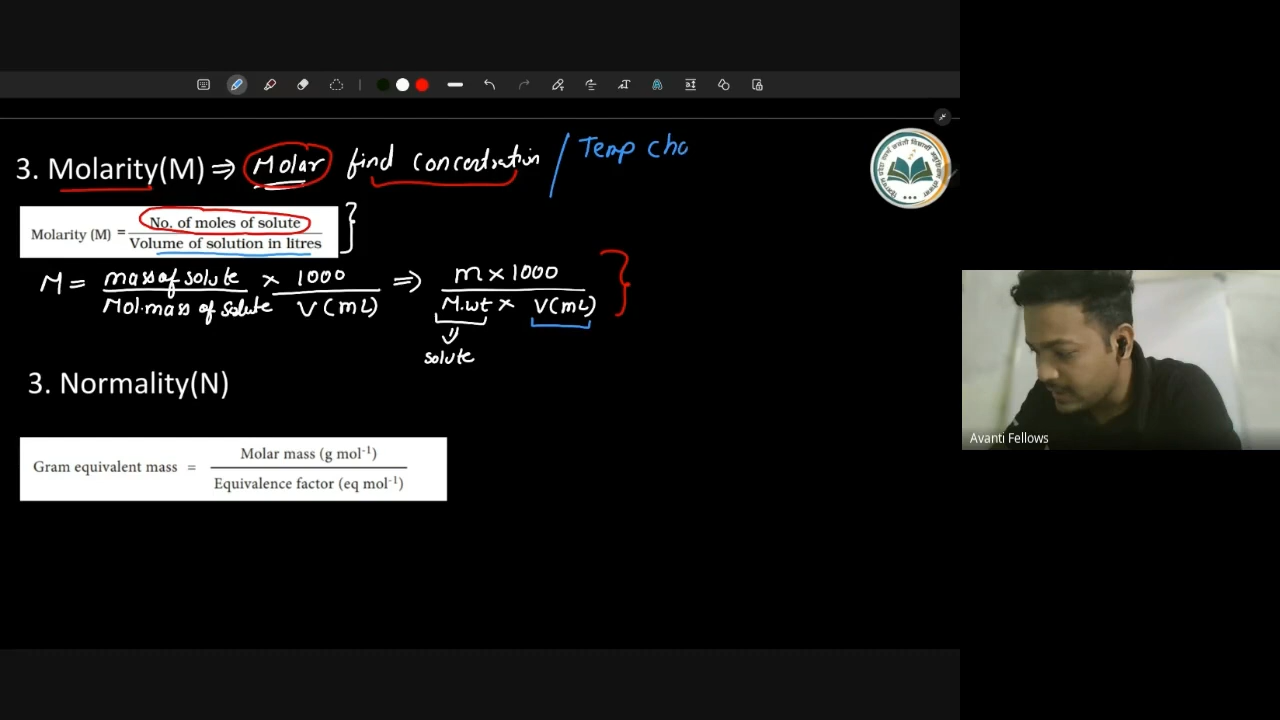 3. Molarity(M) ⇒ Molar find concentration / Temp cha
Molarity (M) = No. of moles of solute / Volume of solution in litres
M = mass of solute / Mol.mass of solute × 1000 / V(mL) ⇒ m × 1000 / M.wt × V(mL)
solute
3. Normality(N)
Gram equivalent mass = Molar mass (g mol⁻¹) / Equivalence factor (eq mol⁻¹)
Avanti Fellows